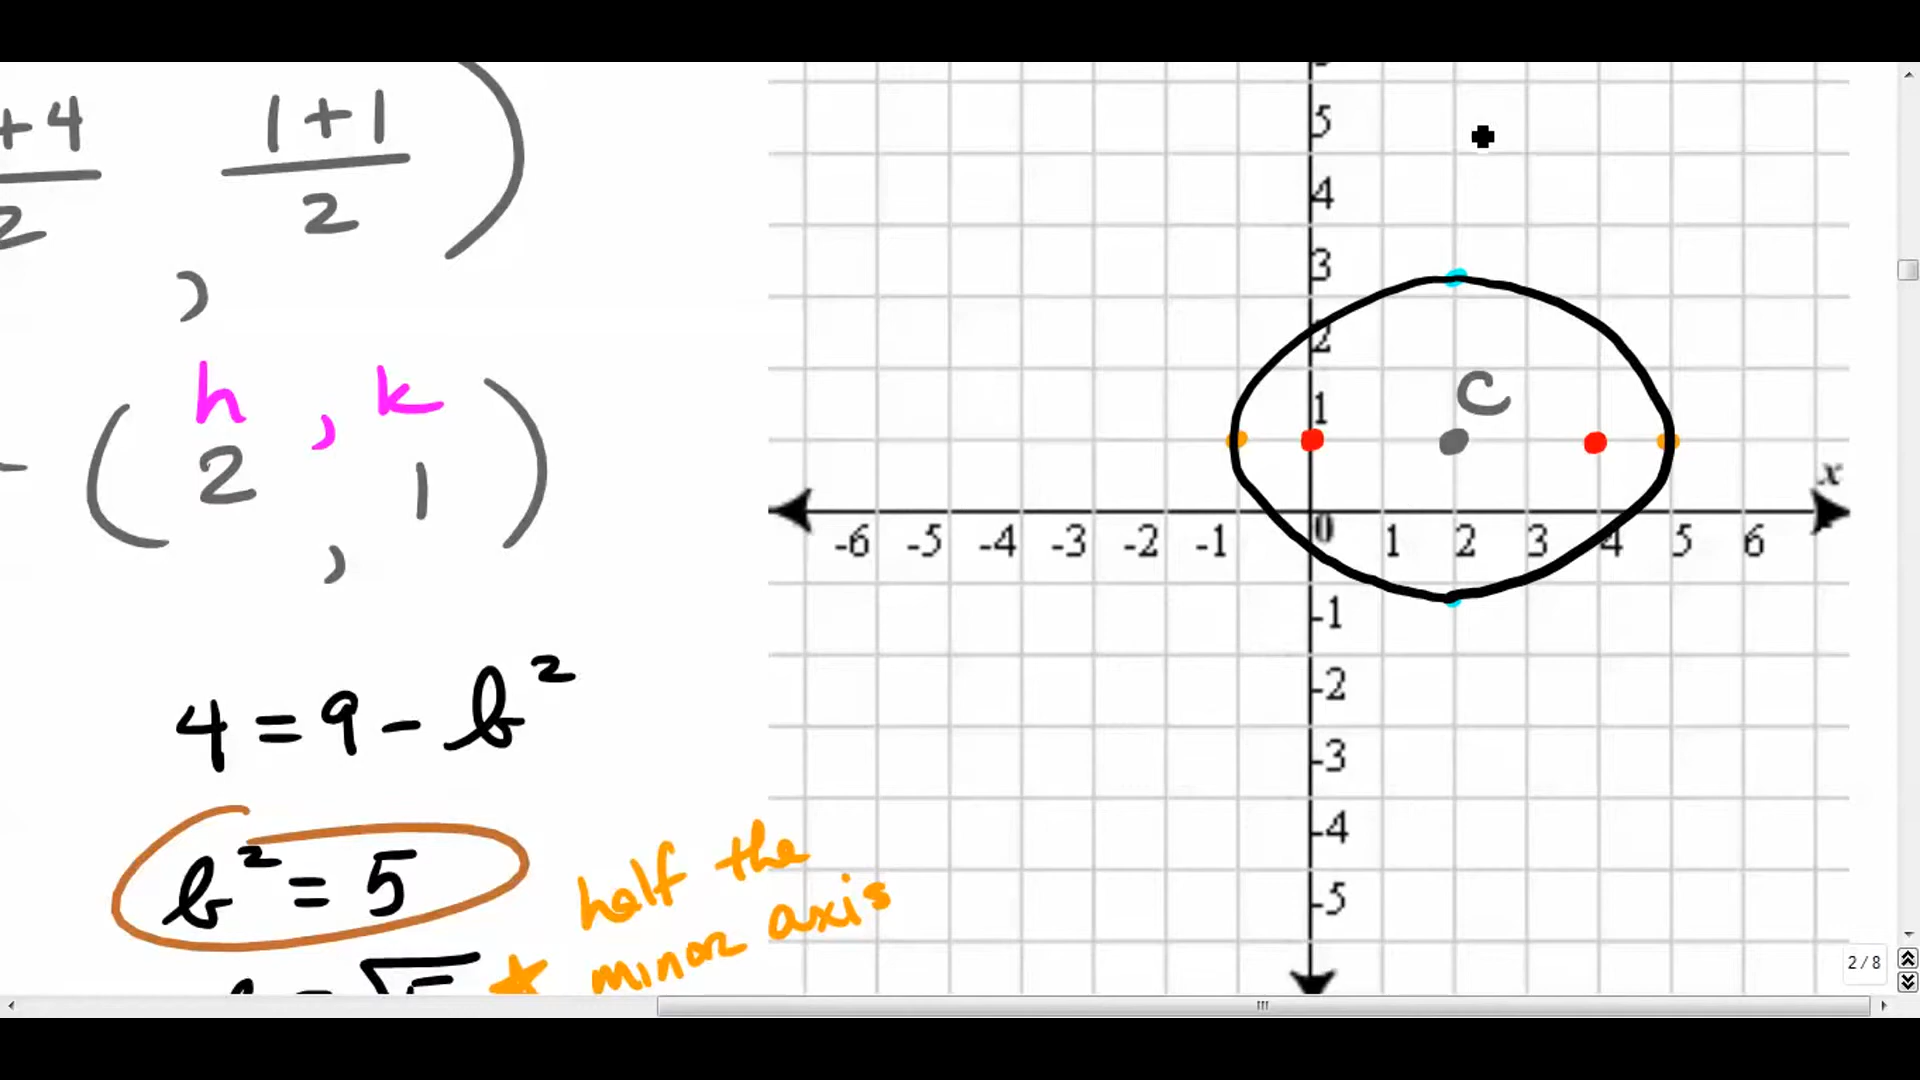 +4
2
1+1
2
)
,
h , k
- ( 2 , 1 )
4 = 9 - b²
b² = 5
half the
minor axis
5
4
3
2
1
C
x
-6 -5 -4 -3 -2 -1 0 1 2 3 4 5 6
-1
-2
-3
-4
-5
2 / 8